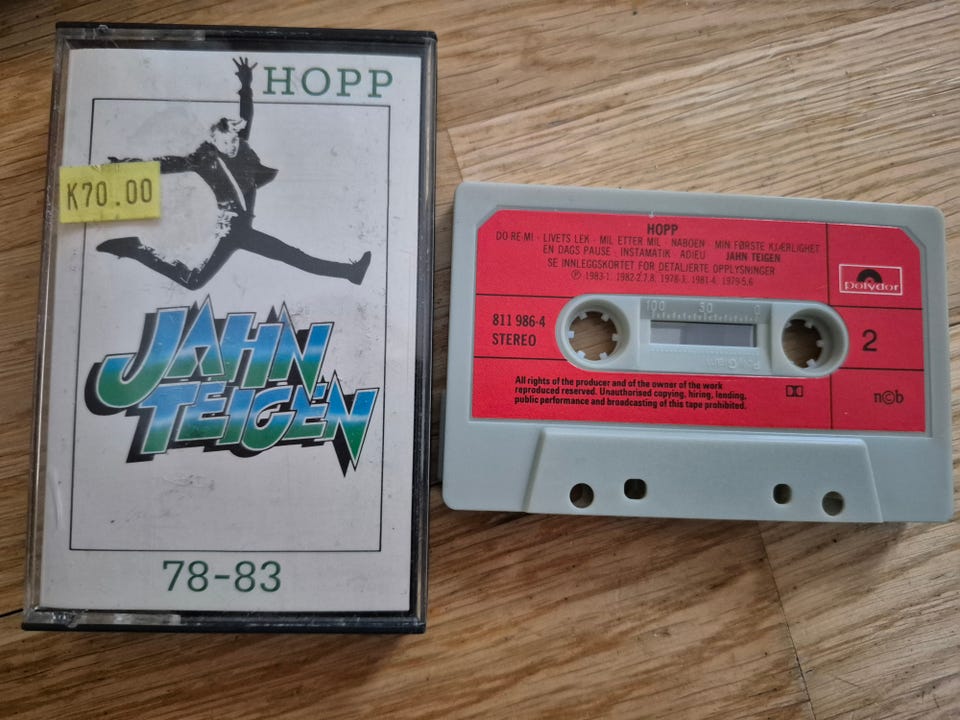 HOPP
K70.00
JAHN
TEIGEN
78-83
HOPP
DO-RE-MI · LIVETS LEK · MIL ETTER MIL · NABOEN · MIN FØRSTE KJÆRLIGHET
EN DAGS PAUSE · INSTAMATIK · ADIEU JAHN TEIGEN
SE INNLEGGSKORTET FOR DETALJERTE OPPLYSNINGER
Ⓟ 1983-1, 1982-2,7,8, 1978-3, 1981-4, 1979-5,6
polydor
811 986-4
STEREO
100 50 0
PolyGram
2
All rights of the producer and of the owner of the work
reproduced reserved. Unauthorised copying, hiring, lending,
public performance and broadcasting of this tape prohibited.
n©b